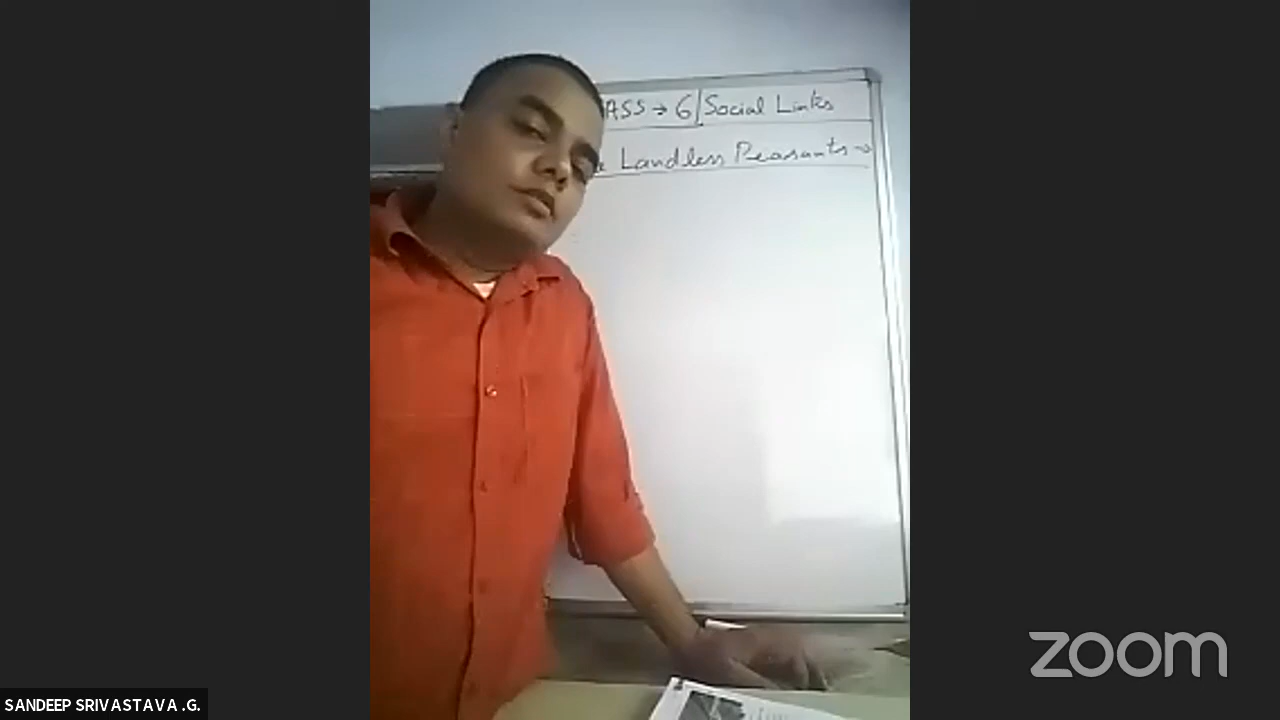 ASS → 6 | Social Links
e Landless Peasants →
zoom
SANDEEP SRIVASTAVA .G.